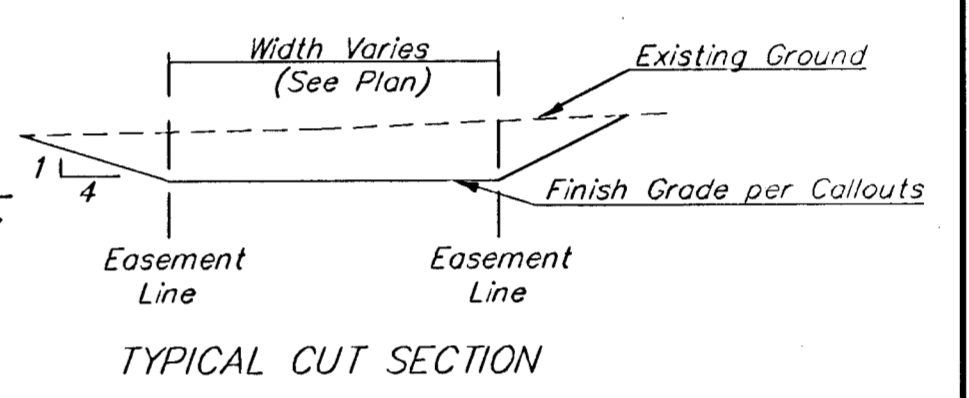 Width Varies
(See Plan)
Existing Ground
1
4
Finish Grade per Callouts
Easement
Line
Easement
Line
TYPICAL CUT SECTION